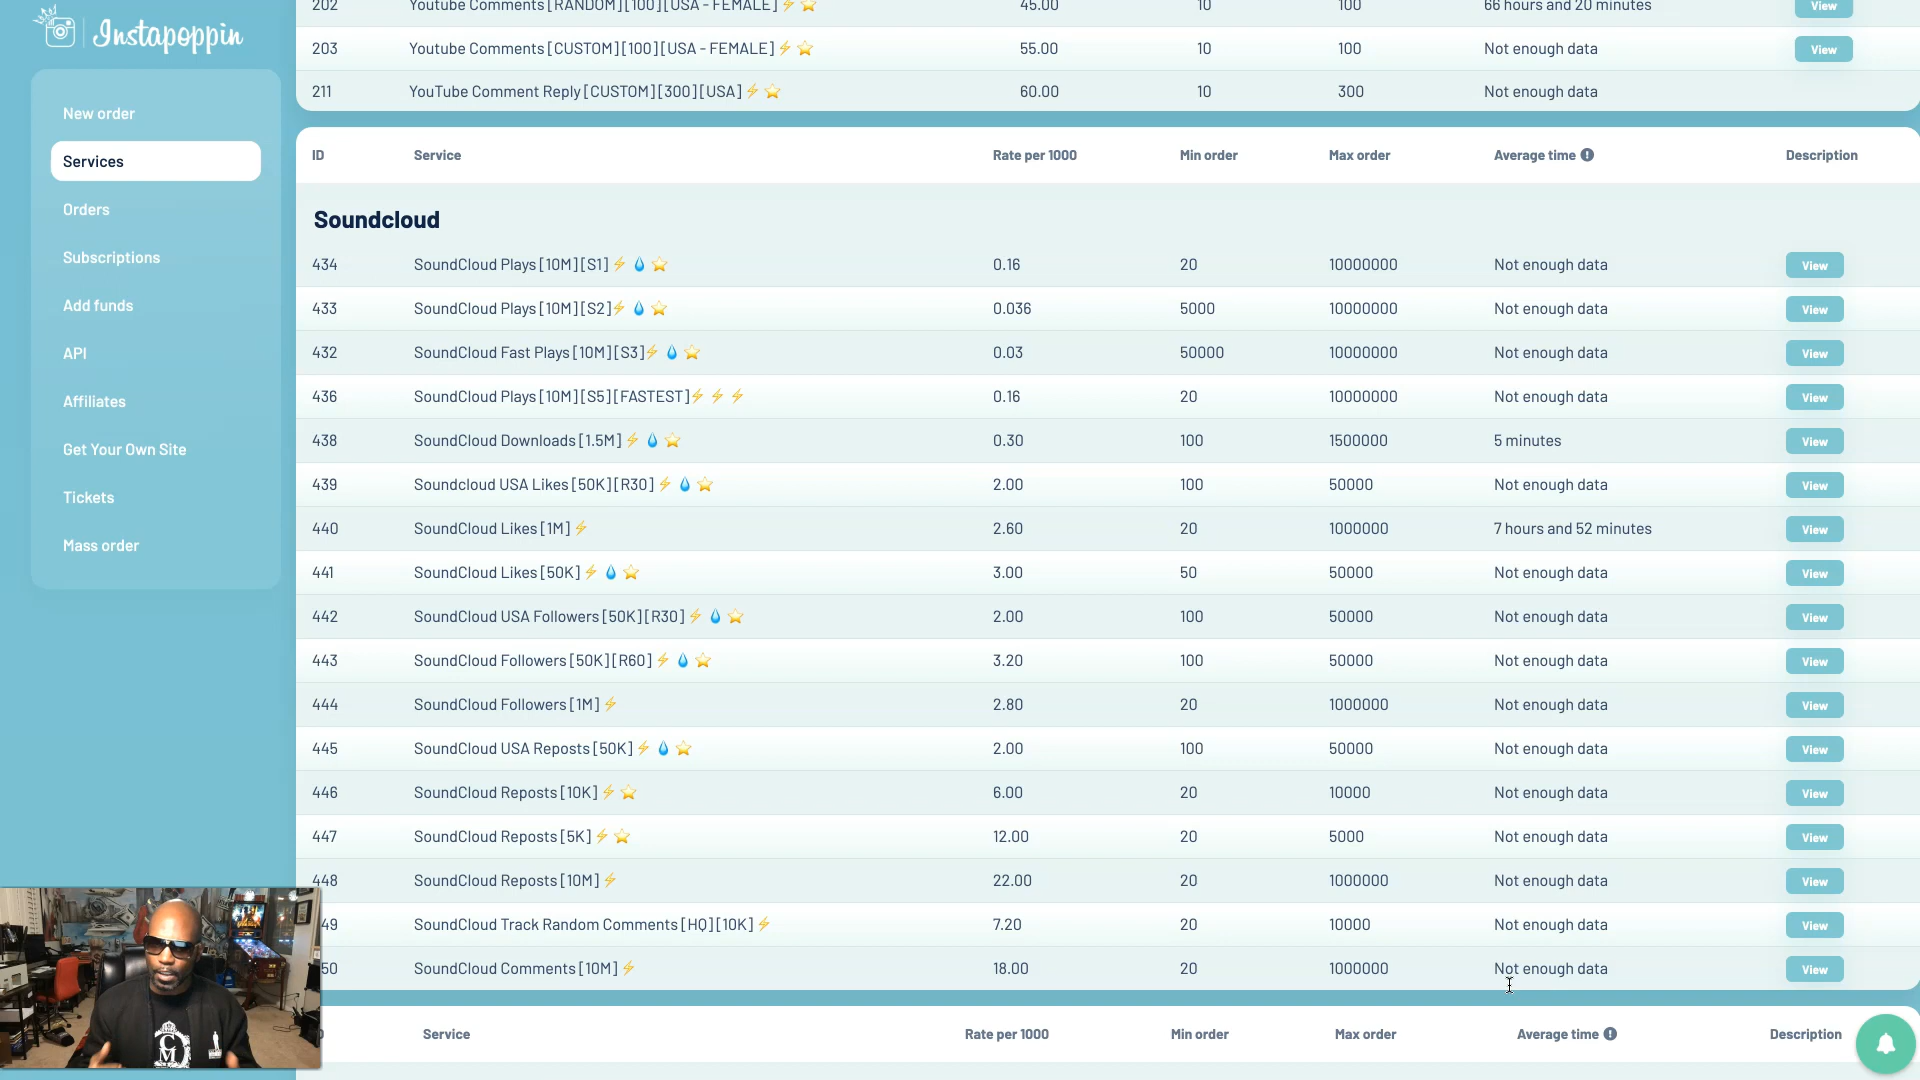 202 Youtube Comments [RANDOM][100][USA - FEMALE]⚡⭐ 45.00 10 100 66 hours and 20 minutes View
Instapoppin
203 Youtube Comments [CUSTOM][100][USA - FEMALE]⚡⭐ 55.00 10 100 Not enough data View
211 YouTube Comment Reply [CUSTOM][300][USA]⚡⭐ 60.00 10 300 Not enough data
New order
Services
Orders
Subscriptions
Add funds
API
Affiliates
Get Your Own Site
Tickets
Mass order
ID Service Rate per 1000 Min order Max order Average time Description
Soundcloud
434 SoundCloud Plays [10M][S1]⚡💧⭐ 0.16 20 10000000 Not enough data View
433 SoundCloud Plays [10M][S2]⚡💧⭐ 0.036 5000 10000000 Not enough data View
432 SoundCloud Fast Plays [10M][S3]⚡💧⭐ 0.03 50000 10000000 Not enough data View
436 SoundCloud Plays [10M][S5][FASTEST]⚡⚡⚡ 0.16 20 10000000 Not enough data View
438 SoundCloud Downloads [1.5M]⚡💧⭐ 0.30 100 1500000 5 minutes View
439 Soundcloud USA Likes [50K][R30]⚡💧⭐ 2.00 100 50000 Not enough data View
440 SoundCloud Likes [1M]⚡ 2.60 20 1000000 7 hours and 52 minutes View
441 SoundCloud Likes [50K]⚡💧⭐ 3.00 50 50000 Not enough data View
442 SoundCloud USA Followers [50K][R30]⚡💧⭐ 2.00 100 50000 Not enough data View
443 SoundCloud Followers [50K][R60]⚡💧⭐ 3.20 100 50000 Not enough data View
444 SoundCloud Followers [1M]⚡ 2.80 20 1000000 Not enough data View
445 SoundCloud USA Reposts [50K]⚡💧⭐ 2.00 100 50000 Not enough data View
446 SoundCloud Reposts [10K]⚡⭐ 6.00 20 10000 Not enough data View
447 SoundCloud Reposts [5K]⚡⭐ 12.00 20 5000 Not enough data View
448 SoundCloud Reposts [10M]⚡ 22.00 20 1000000 Not enough data View
49 SoundCloud Track Random Comments [HQ][10K]⚡ 7.20 20 10000 Not enough data View
50 SoundCloud Comments [10M]⚡ 18.00 20 1000000 Not enough data View
Service Rate per 1000 Min order Max order Average time Description
C
M